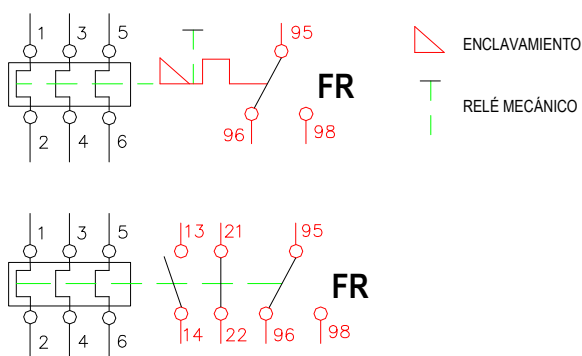 1 3 5 95
ENCLAVAMIENTO
FR
RELÉ MECÁNICO
2 4 6 96 98
1 3 5 13 21 95
FR
2 4 6 14 22 96 98